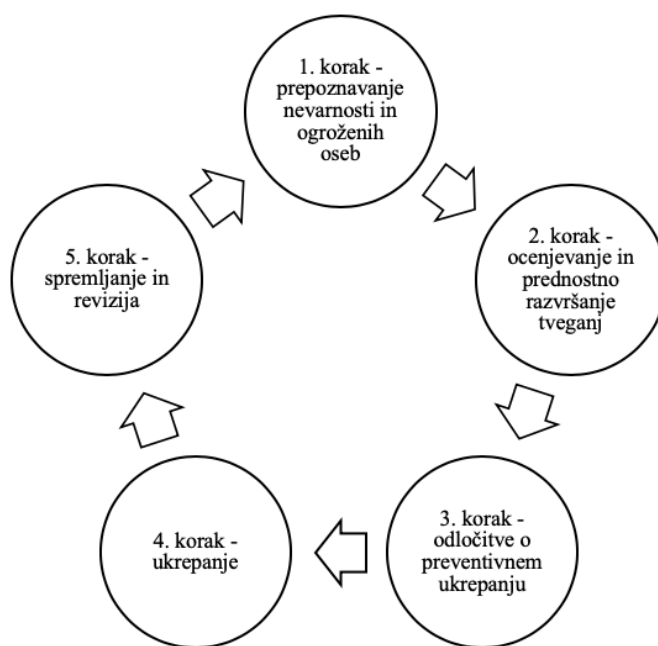 1. korak -
prepoznavanje
nevarnosti in
ogroženih
oseb
2. korak -
ocenjevanje in
prednostno
razvršanje
tveganj
3. korak -
odločitve o
preventivnem
ukrepanju
4. korak -
ukrepanje
5. korak -
spremljanje in
revizija